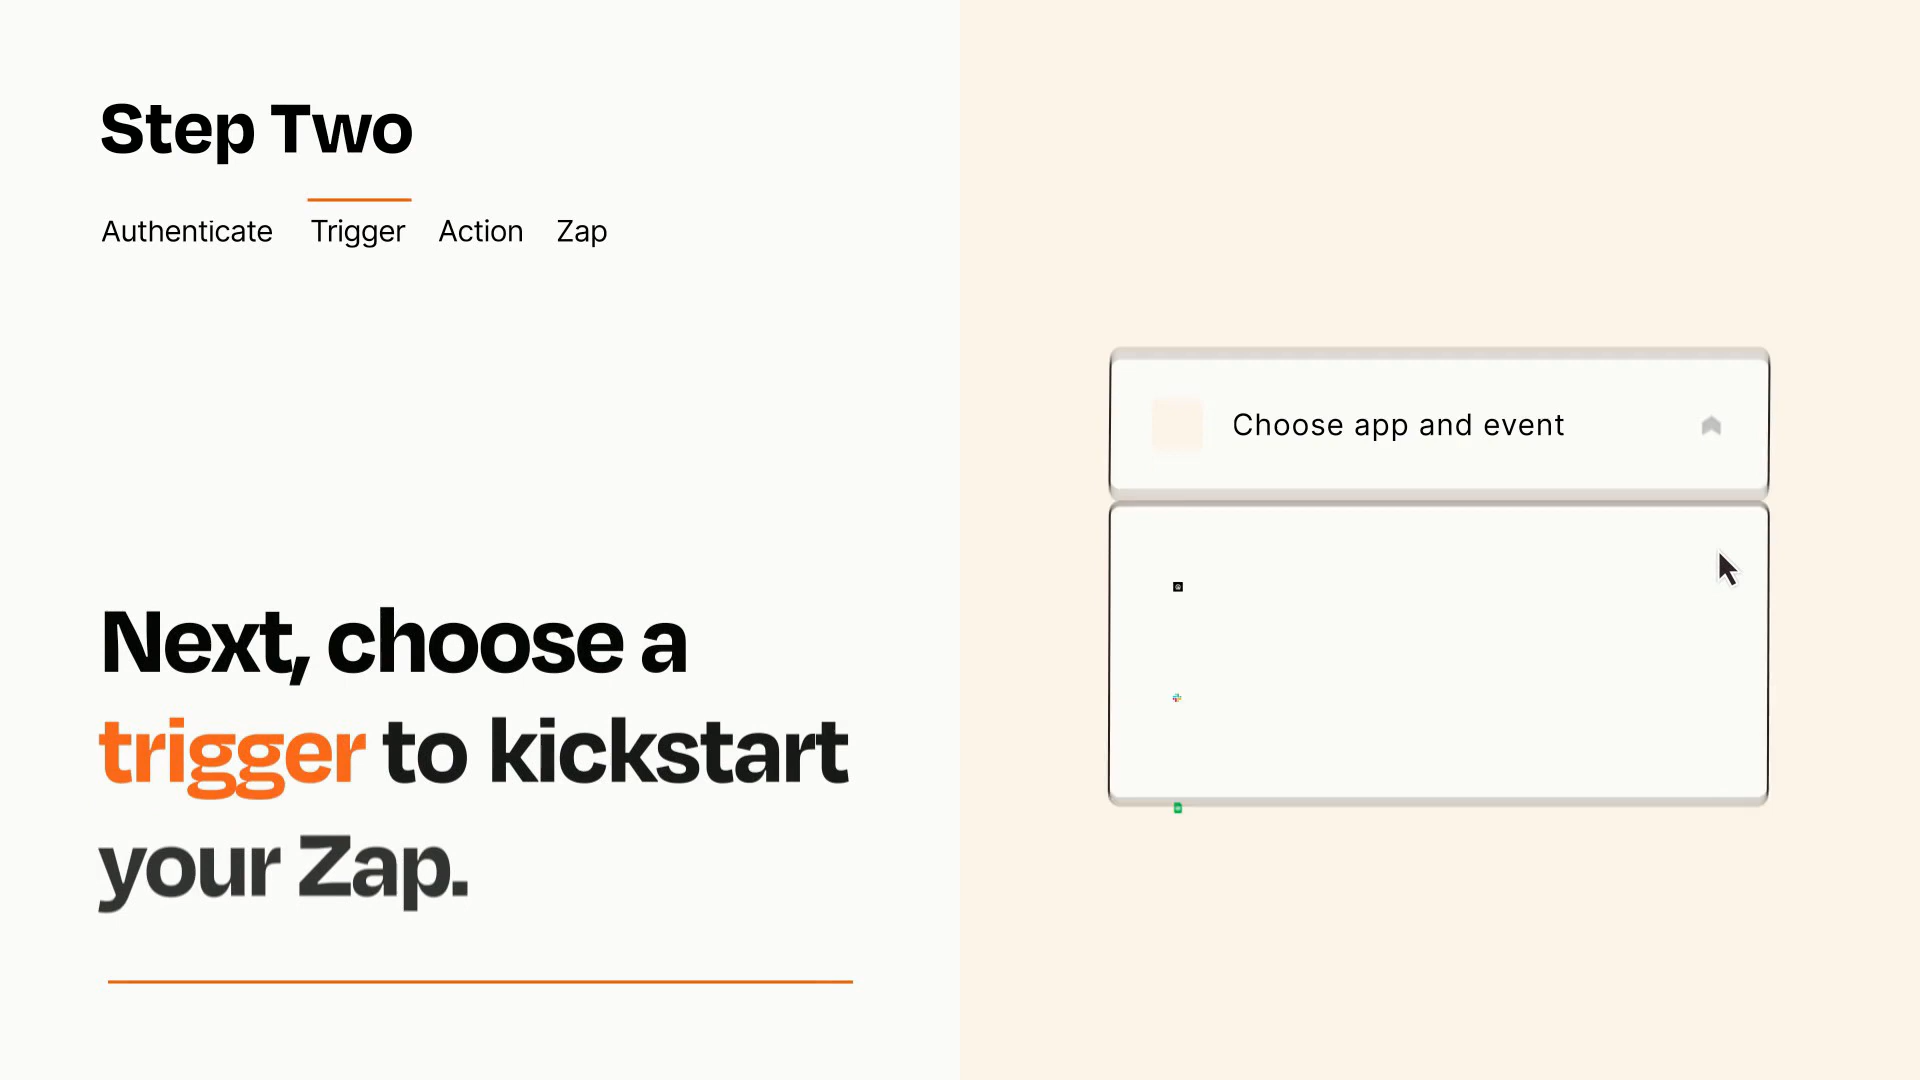 Step Two
Authenticate Trigger Action Zap
Next, choose a
trigger to kickstart
your Zap.
Choose app and event